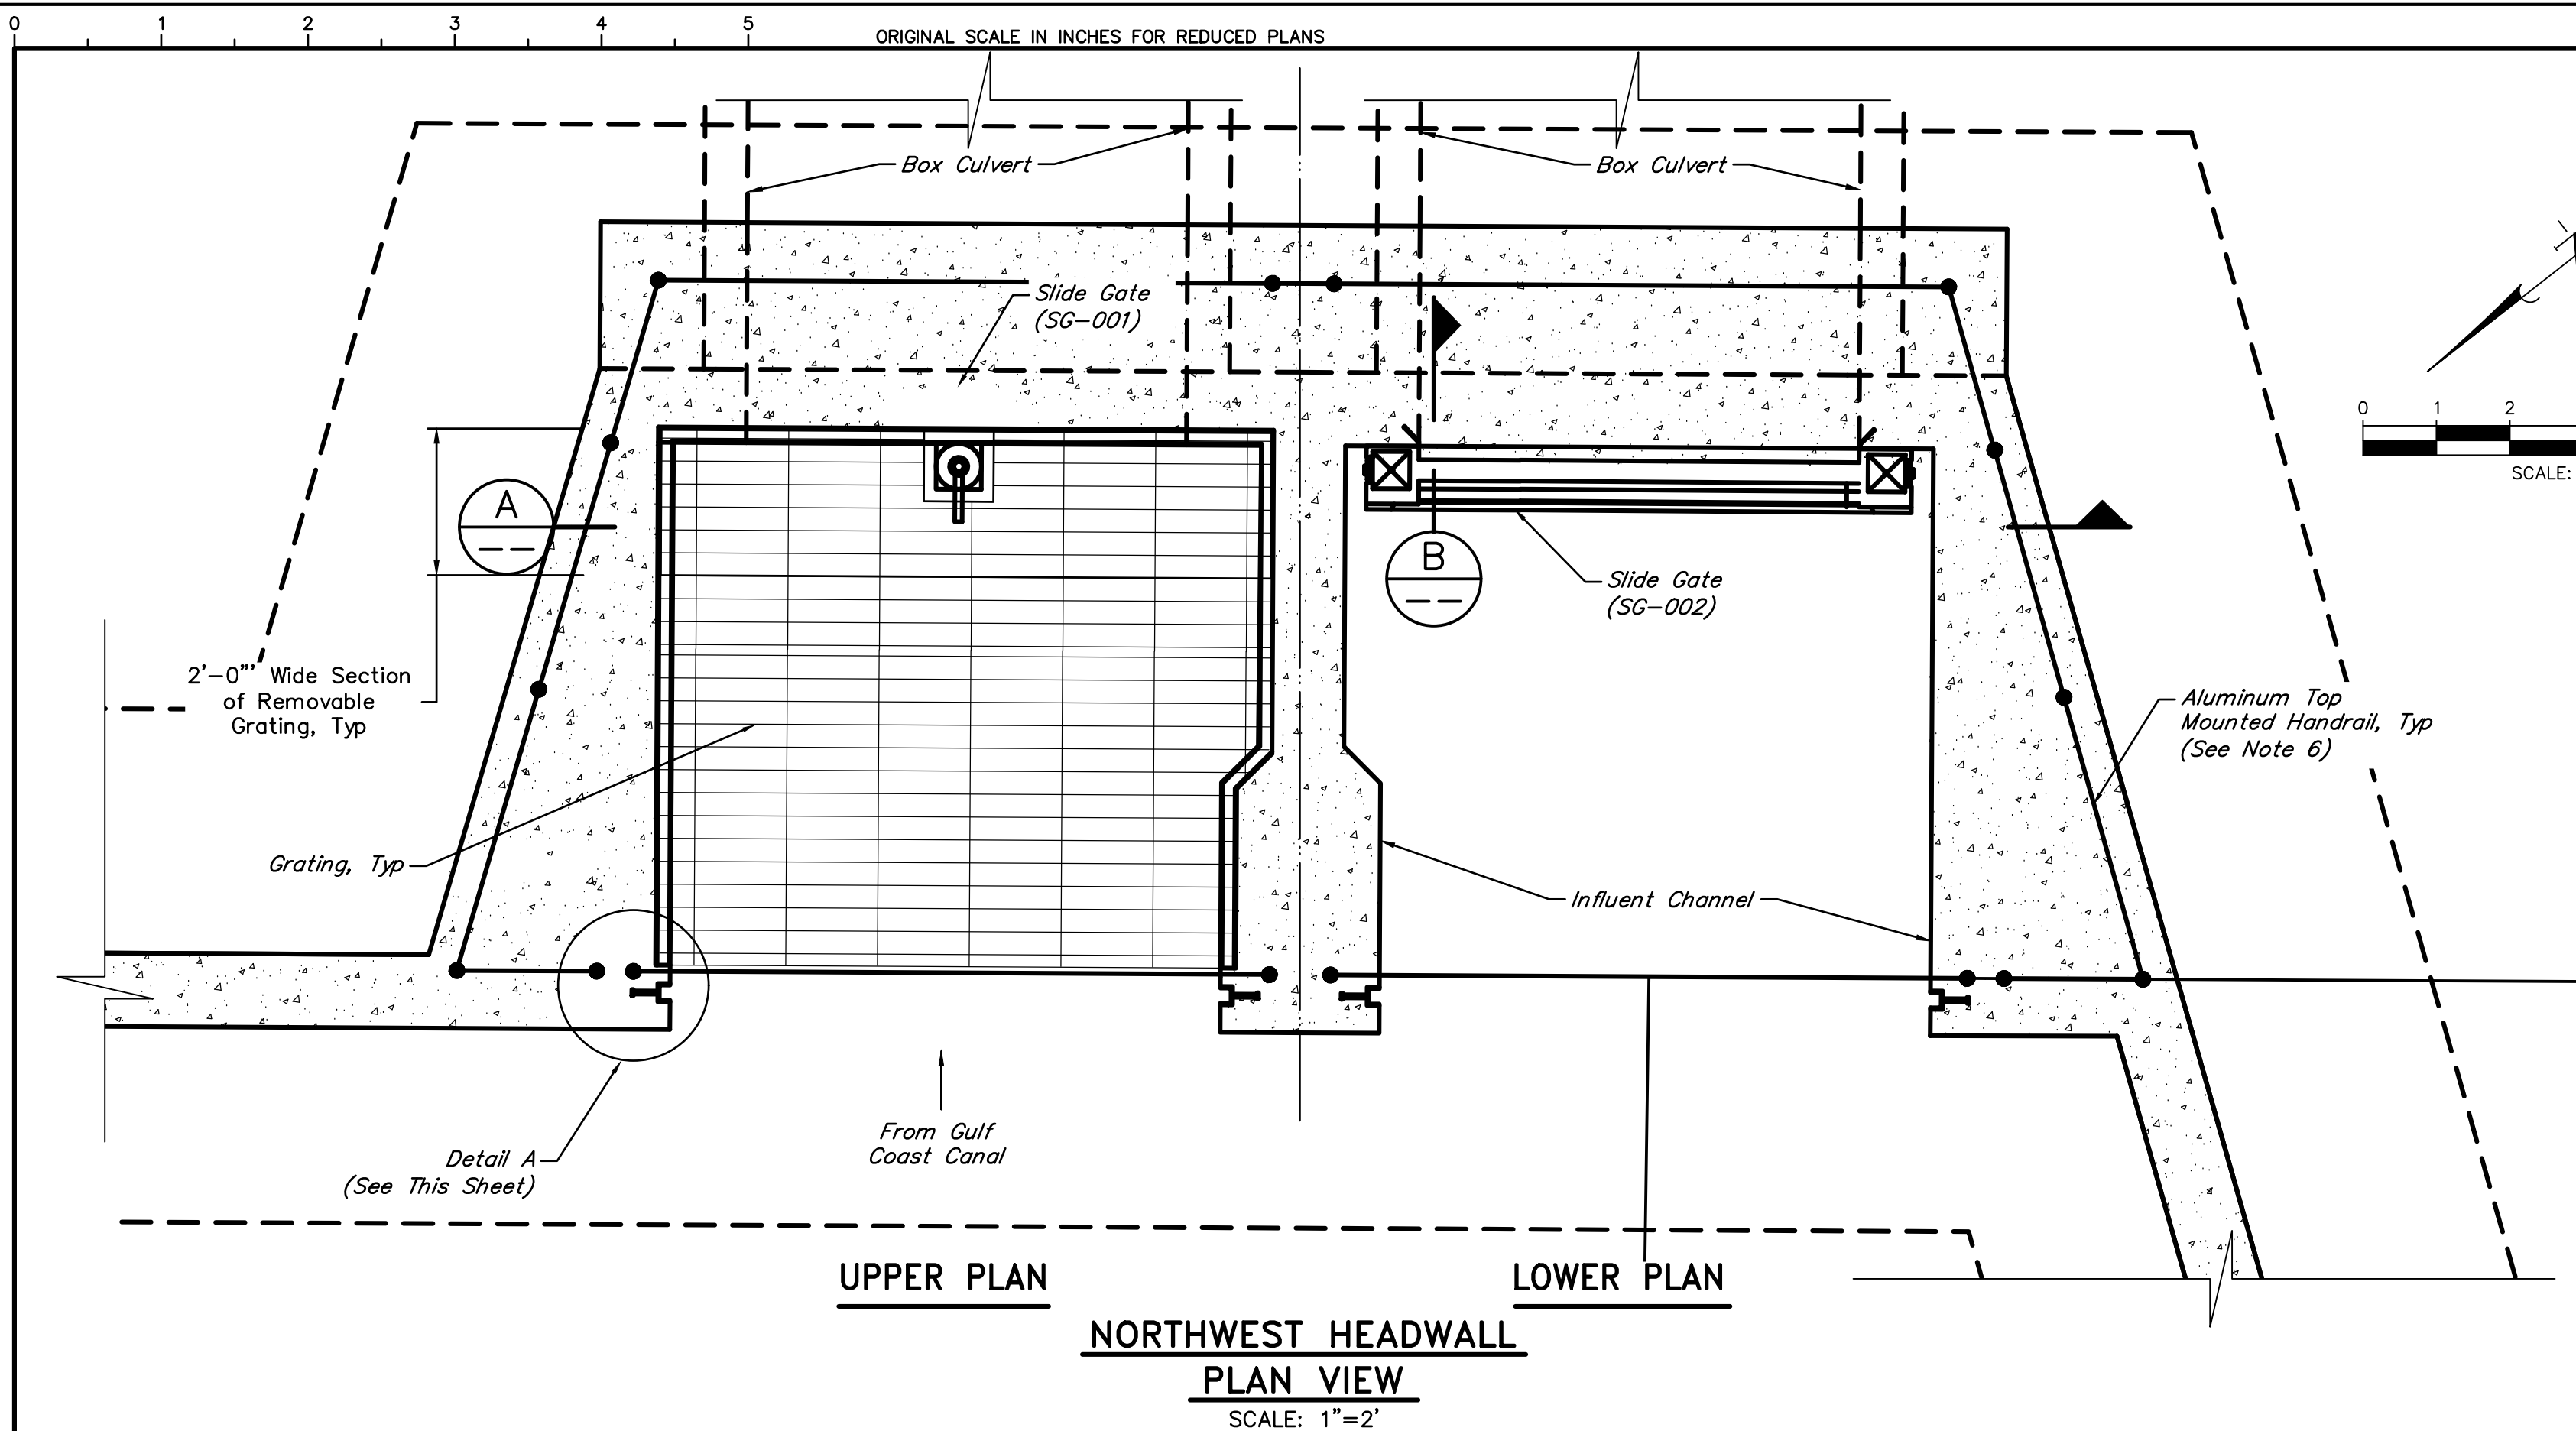 0 1 2 3 4 5
ORIGINAL SCALE IN INCHES FOR REDUCED PLANS
Box Culvert
Box Culvert
Slide Gate
(SG-001)
0 1 2
SCALE:
A
B
Slide Gate
(SG-002)
2'-0"' Wide Section
of Removable
Grating, Typ
Aluminum Top
Mounted Handrail, Typ
(See Note 6)
Grating, Typ
Influent Channel
From Gulf
Coast Canal
Detail A
(See This Sheet)
UPPER PLAN
LOWER PLAN
NORTHWEST HEADWALL
PLAN VIEW
SCALE: 1"=2'